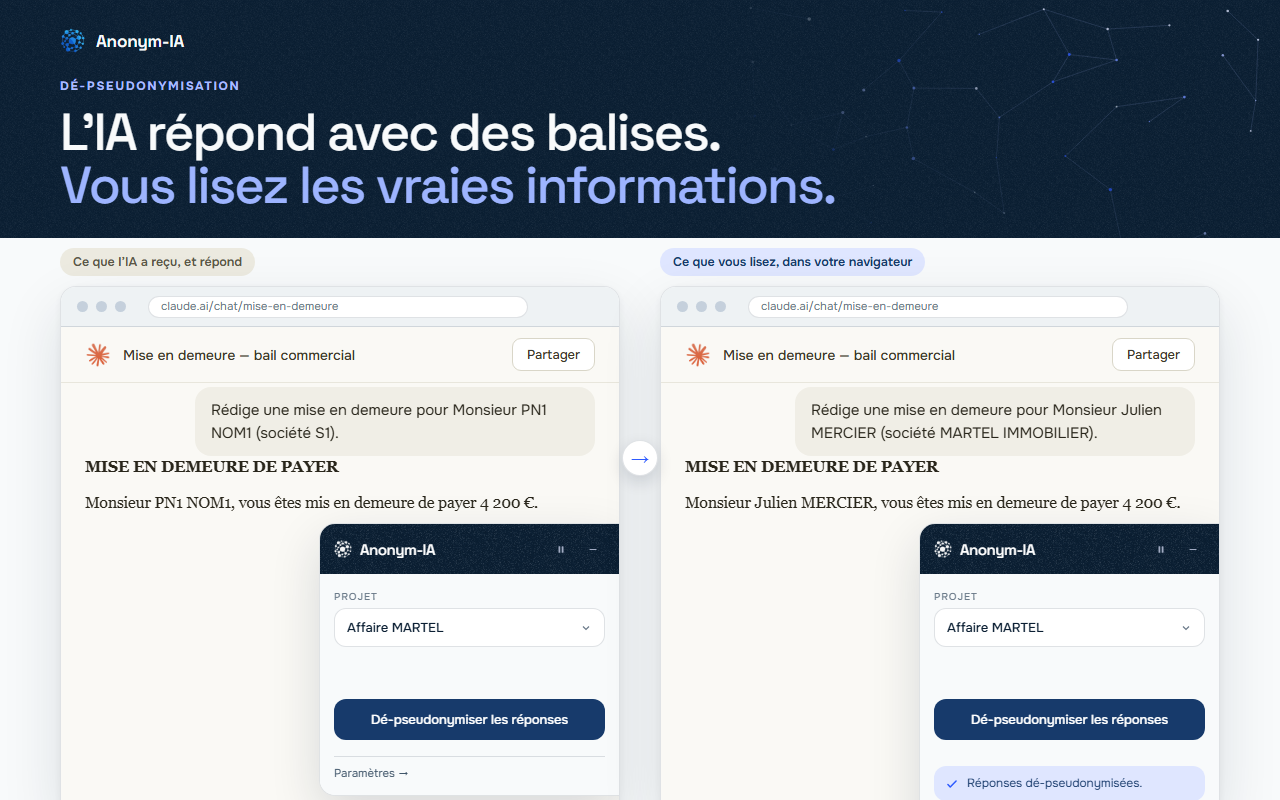 Anonym-IA
DÉ-PSEUDONYMISATION
L’IA répond avec des balises.
Vous lisez les vraies informations.
Ce que l’IA a reçu, et répond
claude.ai/chat/mise-en-demeure
Mise en demeure — bail commercial
Partager
Rédige une mise en demeure pour Monsieur PN1
NOM1 (société S1).
MISE EN DEMEURE DE PAYER
Monsieur PN1 NOM1, vous êtes mis en demeure de payer 4 200 €.
Anonym-IA
PROJET
Affaire MARTEL
Dé-pseudonymiser les réponses
Paramètres →
→
Ce que vous lisez, dans votre navigateur
claude.ai/chat/mise-en-demeure
Mise en demeure — bail commercial
Partager
Rédige une mise en demeure pour Monsieur Julien
MERCIER (société MARTEL IMMOBILIER).
MISE EN DEMEURE DE PAYER
Monsieur Julien MERCIER, vous êtes mis en demeure de payer 4 200 €.
Anonym-IA
PROJET
Affaire MARTEL
Dé-pseudonymiser les réponses
Réponses dé-pseudonymisées.